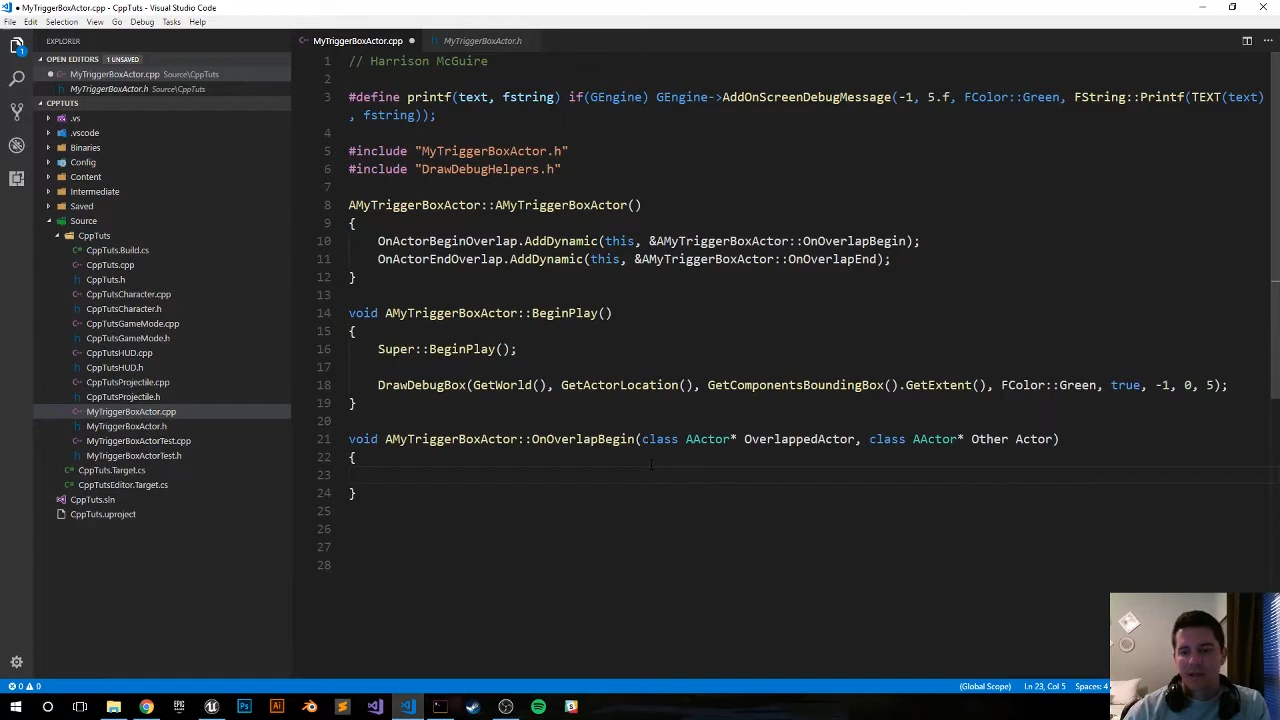 MyTriggerBoxActor.cpp - CppTuts - Visual Studio Code
File Edit Selection View Go Debug Tasks Help
EXPLORER
MyTriggerBoxActor.cpp
MyTriggerBoxActor.h
OPEN EDITORS 1 UNSAVED
MyTriggerBoxActor.cpp Source\CppTuts
MyTriggerBoxActor.h Source\CppTuts
CPPTUTS
.vs
.vscode
Binaries
Config
Content
Intermediate
Saved
Source
CppTuts
CppTuts.Build.cs
CppTuts.cpp
CppTuts.h
CppTutsCharacter.cpp
CppTutsCharacter.h
CppTutsGameMode.cpp
CppTutsGameMode.h
CppTutsHUD.cpp
CppTutsHUD.h
CppTutsProjectile.cpp
CppTutsProjectile.h
MyTriggerBoxActor.cpp
MyTriggerBoxActor.h
MyTriggerBoxActorTest.cpp
MyTriggerBoxActorTest.h
CppTuts.Target.cs
CppTutsEditor.Target.cs
CppTuts.sln
CppTuts.uproject
1 // Harrison McGuire
2
3 #define printf(text, fstring) if(GEngine) GEngine->AddOnScreenDebugMessage(-1, 5.f, FColor::Green, FString::Printf(TEXT(text)
, fstring));
4
5 #include "MyTriggerBoxActor.h"
6 #include "DrawDebugHelpers.h"
7
8 AMyTriggerBoxActor::AMyTriggerBoxActor()
9 {
10 OnActorBeginOverlap.AddDynamic(this, &AMyTriggerBoxActor::OnOverlapBegin);
11 OnActorEndOverlap.AddDynamic(this, &AMyTriggerBoxActor::OnOverlapEnd);
12 }
13
14 void AMyTriggerBoxActor::BeginPlay()
15 {
16 Super::BeginPlay();
17
18 DrawDebugBox(GetWorld(), GetActorLocation(), GetComponentsBoundingBox().GetExtent(), FColor::Green, true, -1, 0, 5);
19 }
20
21 void AMyTriggerBoxActor::OnOverlapBegin(class AActor* OverlappedActor, class AActor* Other Actor)
22 {
23
24 }
25
26
27
28
0 0 (Global Scope) Ln 23, Col 5 Spaces: 4